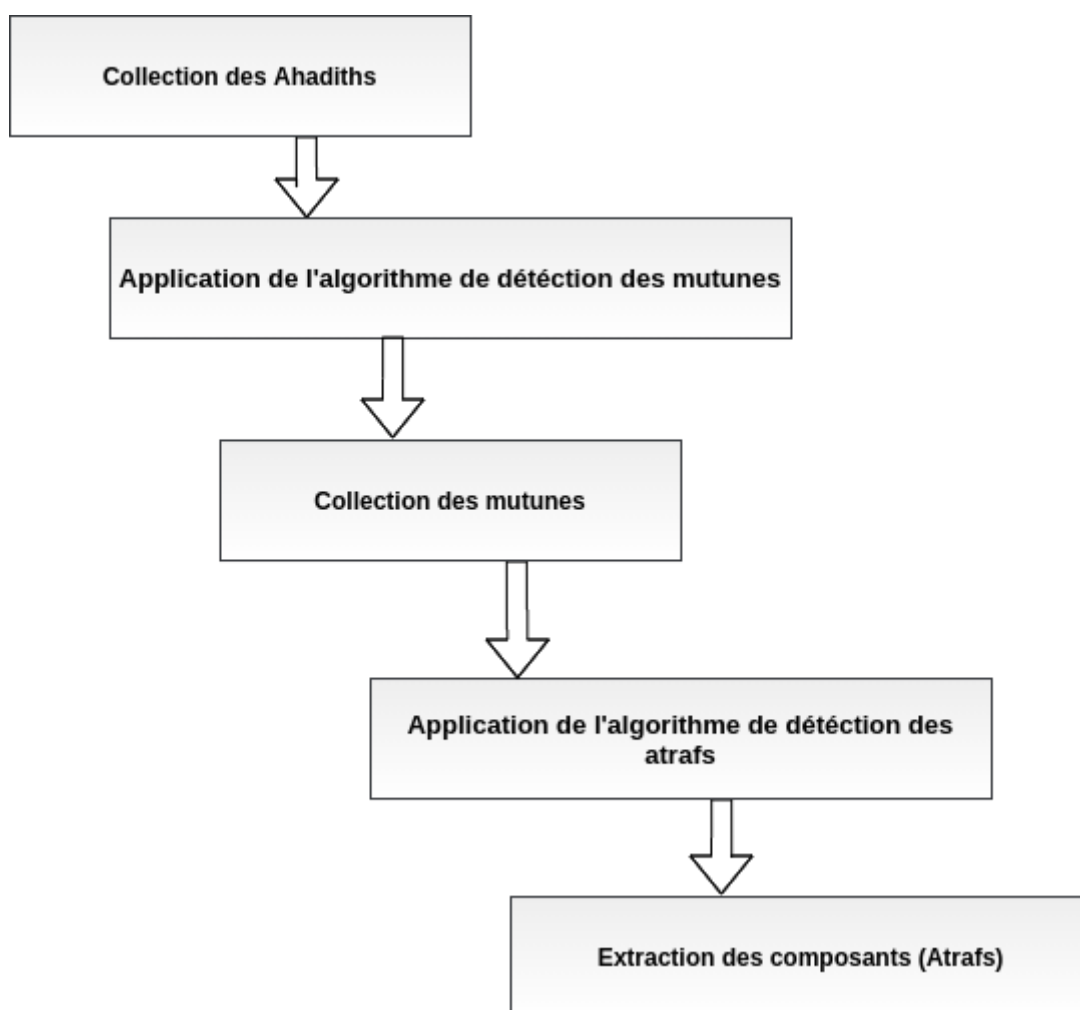 Collection des Ahadiths
Application de l'algorithme de détéction des mutunes
Collection des mutunes
Application de l'algorithme de détéction des
atrafs
Extraction des composants (Atrafs)